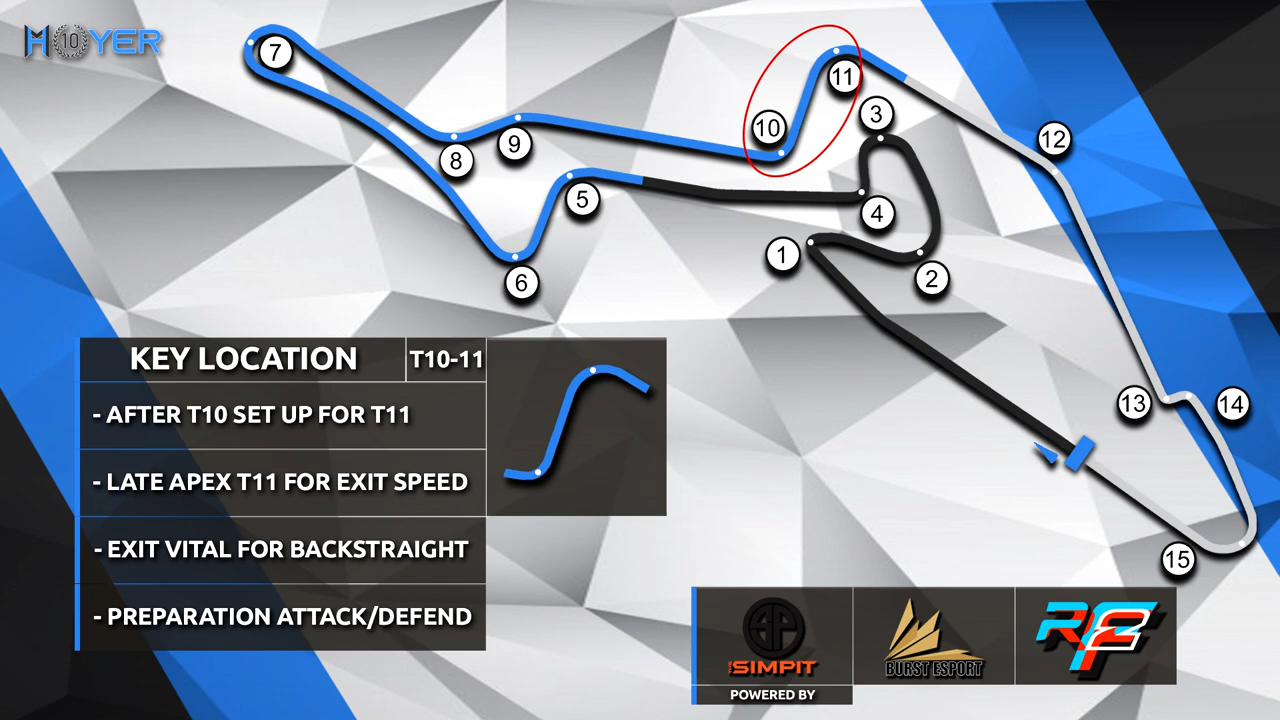 MOYER
10
7
11
3
10
12
9
8
5
4
1
2
6
13
14
15
KEY LOCATION
T10-11
- AFTER T10 SET UP FOR T11
- LATE APEX T11 FOR EXIT SPEED
- EXIT VITAL FOR BACKSTRAIGHT
- PREPARATION ATTACK/DEFEND
SIMPIT
BURST ESPORT
RF2
POWERED BY